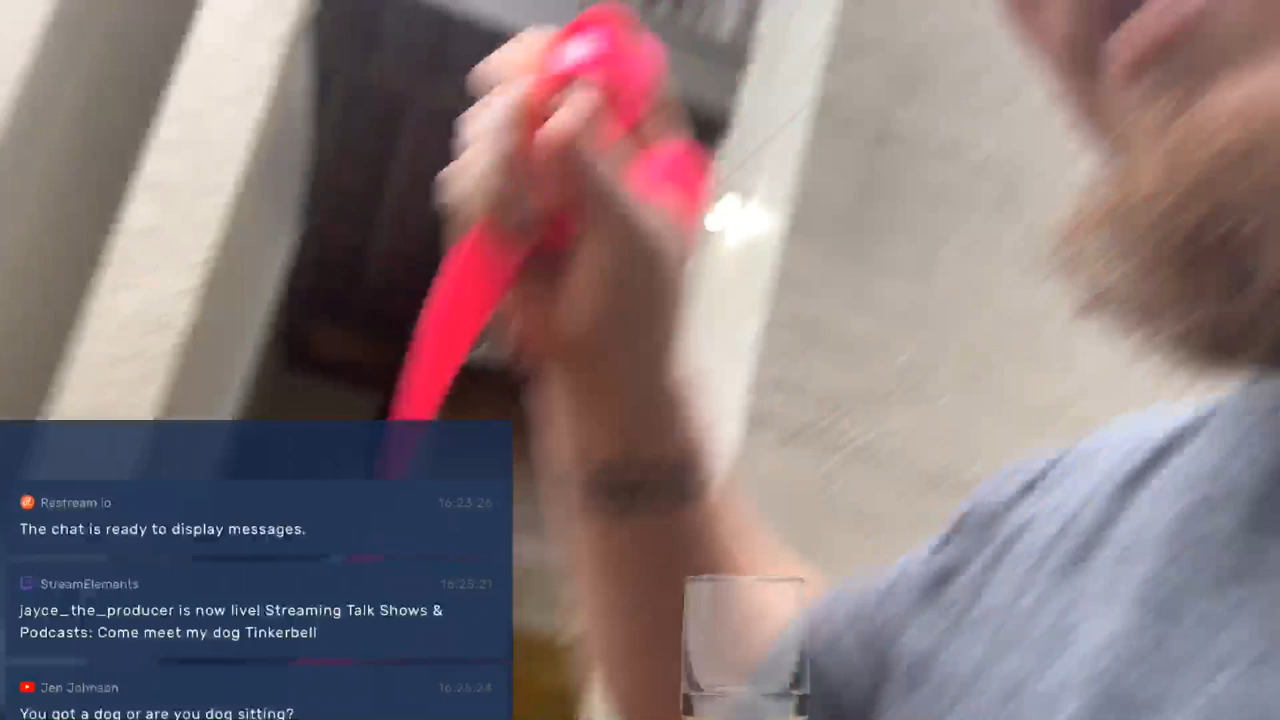 Restream io 16:23:26
The chat is ready to display messages.
StreamElements 16:25:21
jayce_the_producer is now live! Streaming Talk Shows &
Podcasts: Come meet my dog Tinkerbell
Jen Johnson 16:25:24
You got a dog or are you dog sitting?